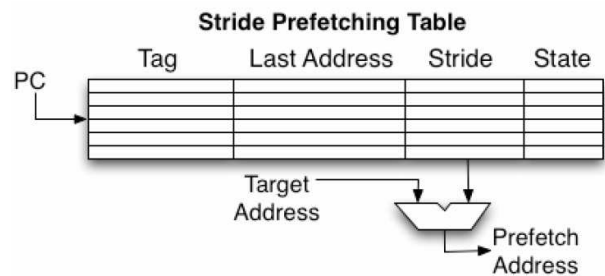 Stride Prefetching Table
Tag Last Address Stride State
PC
Target
Address
Prefetch
Address